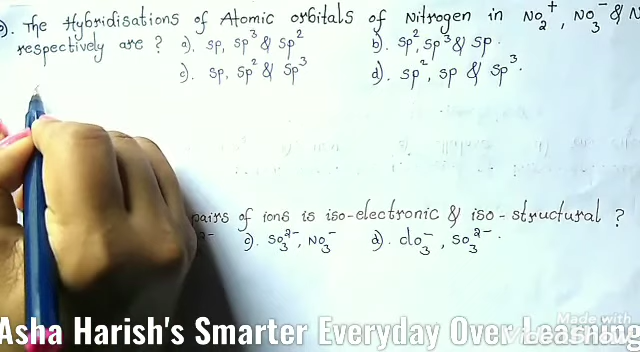 ). The Hybridisations of Atomic orbitals of Nitrogen in NO₂⁺, NO₃⁻ & N
respectively are ? a). sp, sp³ & sp² b). sp², sp³ & sp.
c). sp, sp² & sp³ d). sp², sp & sp³.
pairs of ions is iso-electronic & iso-structural ?
²⁻ c). SO₃²⁻, NO₃⁻ d). ClO₃⁻, SO₃²⁻.
Asha Harish's Smarter Everyday Over Learning
Made with
VideoShow